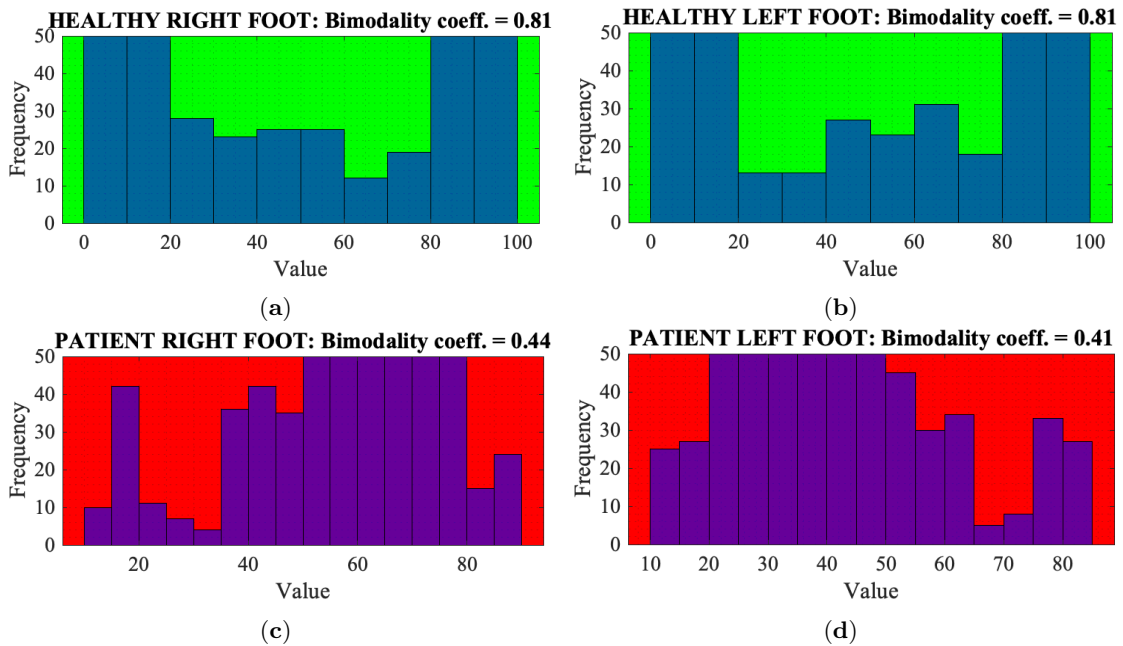 HEALTHY RIGHT FOOT: Bimodality coeff. = 0.81
50
40
30
20
10
0
Frequency
0 20 40 60 80 100
Value
(a)
HEALTHY LEFT FOOT: Bimodality coeff. = 0.81
50
40
30
20
10
0
Frequency
0 20 40 60 80 100
Value
(b)
PATIENT RIGHT FOOT: Bimodality coeff. = 0.44
50
40
30
20
10
0
Frequency
20 40 60 80
Value
(c)
PATIENT LEFT FOOT: Bimodality coeff. = 0.41
50
40
30
20
10
0
Frequency
10 20 30 40 50 60 70 80
Value
(d)